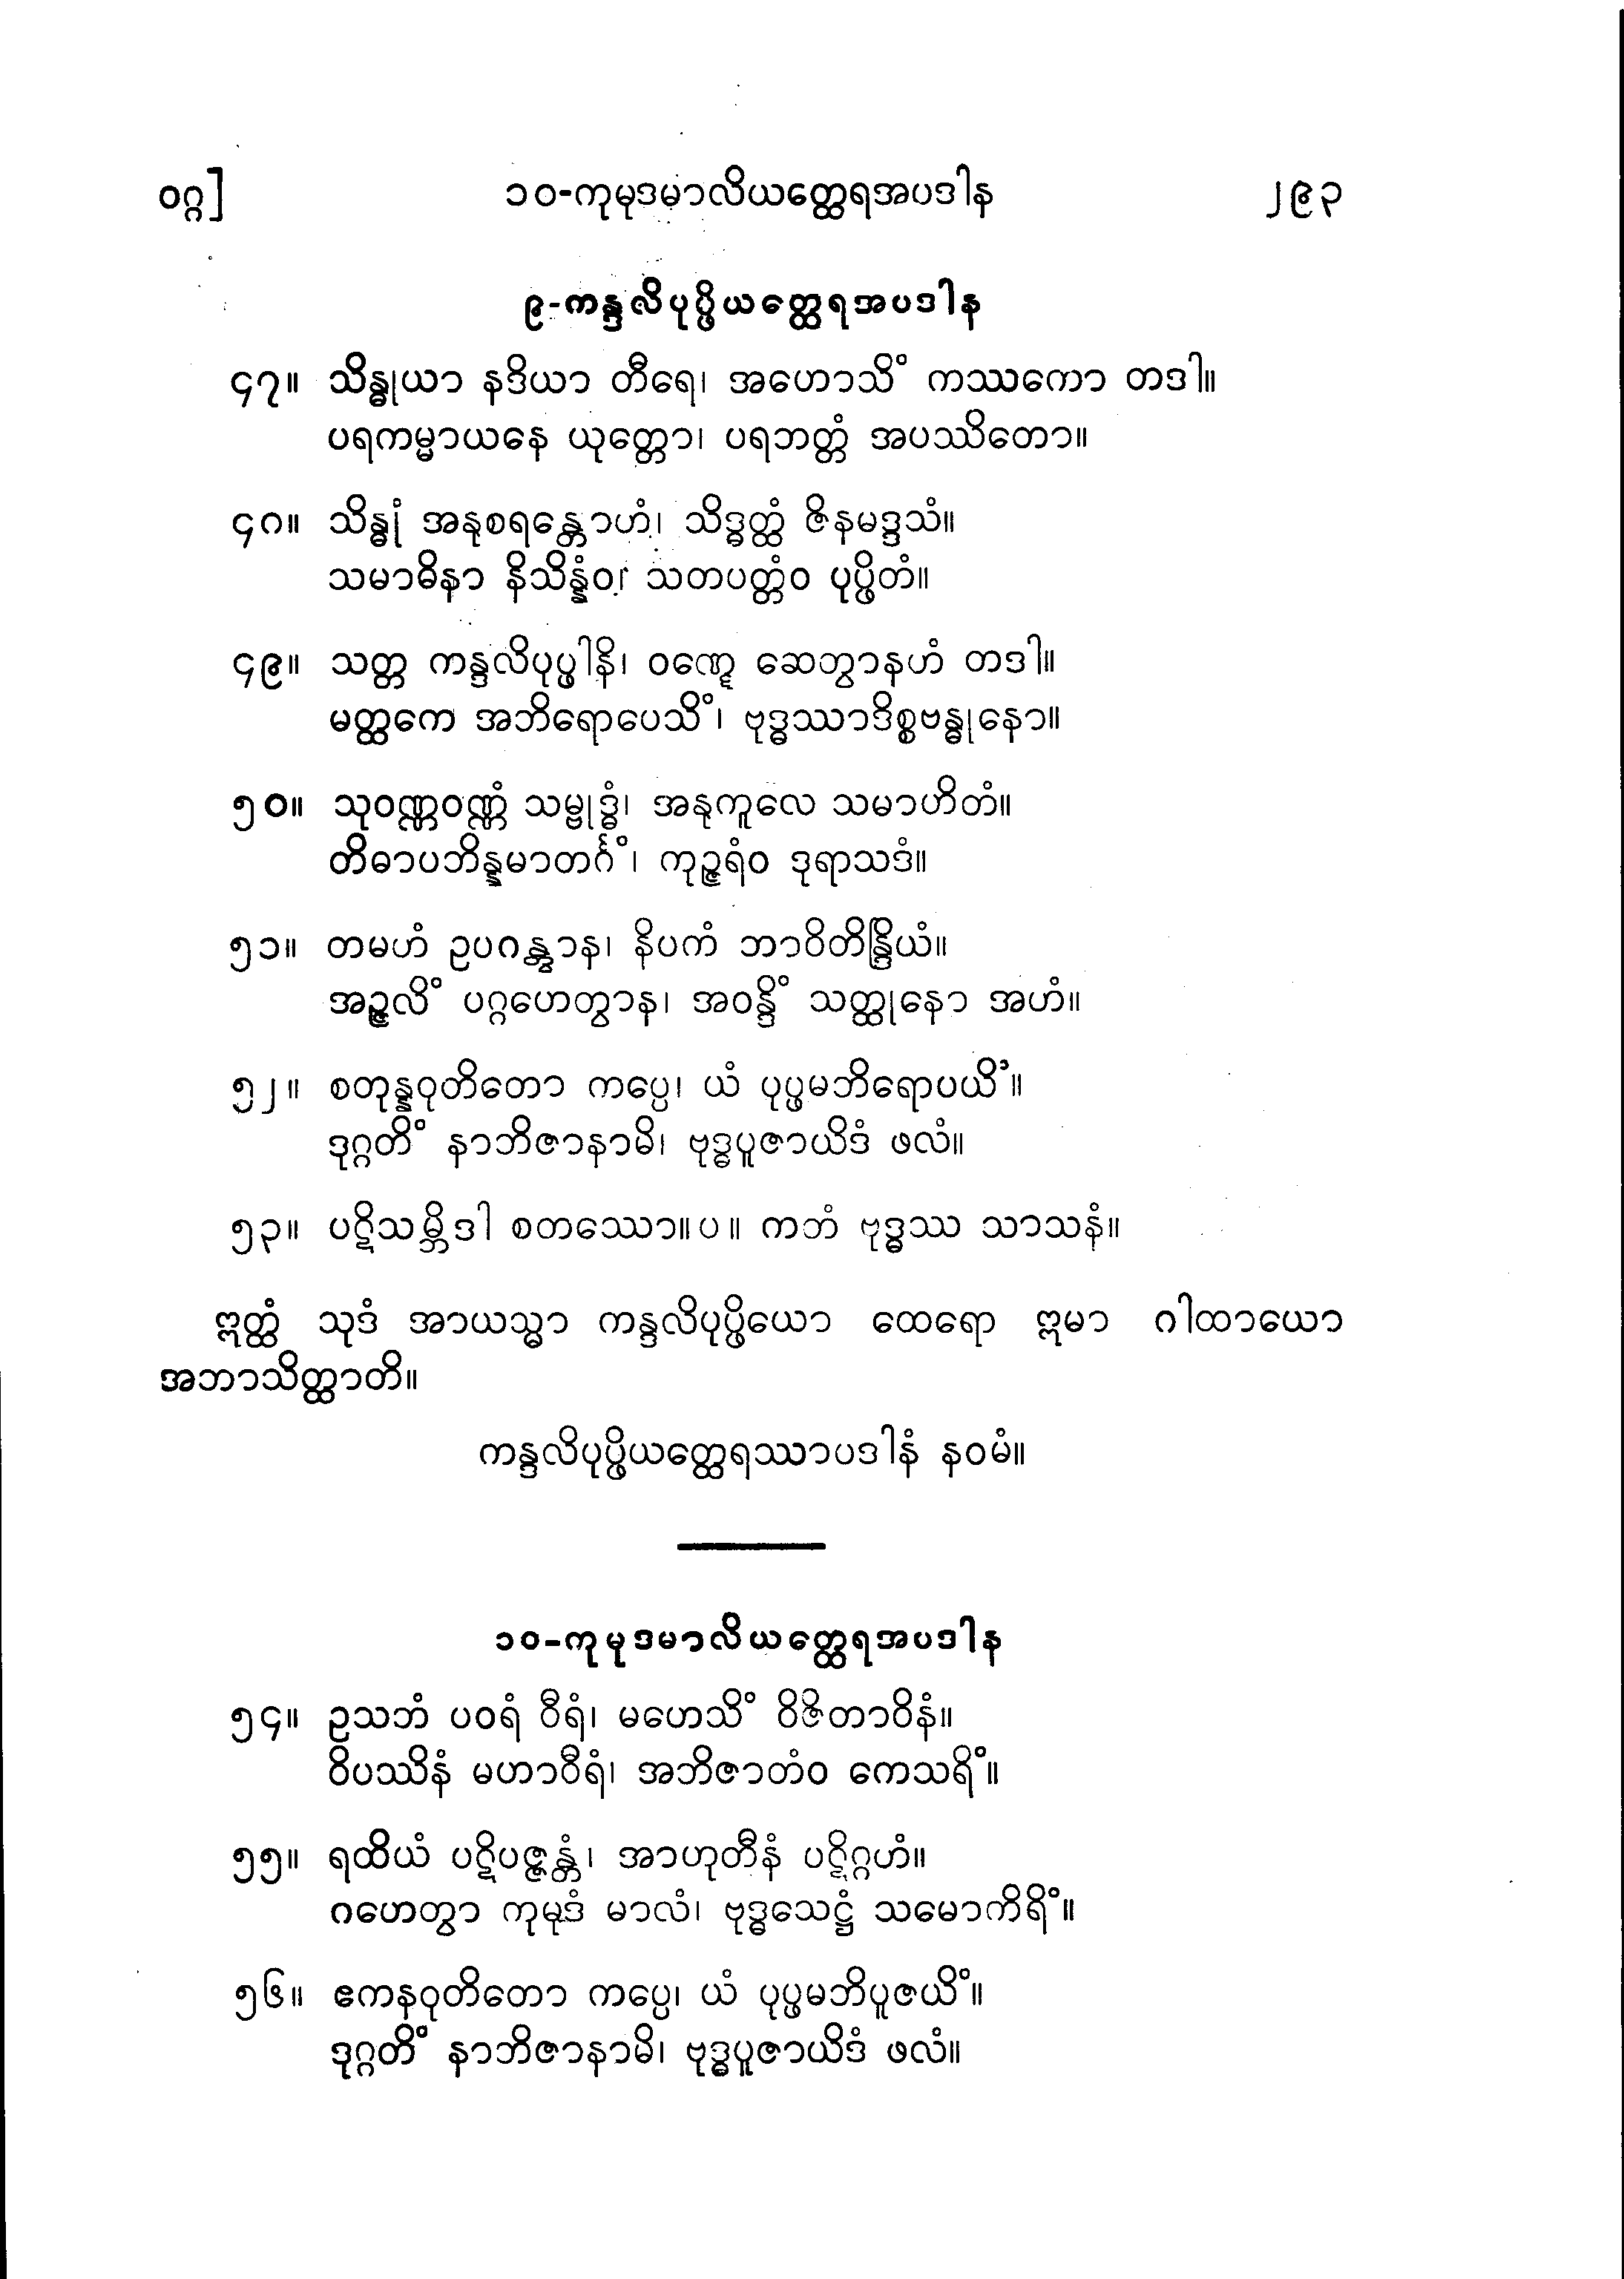 ဝဂ္ဂ]
၁၀-ကုမုဒမာလိယတ္ထေရအပဒါန
၂၉၃
၉-ကန္ဒလိပုပ္ဖိယတ္ထေရအပဒါန
၄၇။ သိန္ဓုယာ နဒိယာ တီရေ၊ အဟောသိံ ကဿကော တဒါ။
ပရကမ္မာယနေ ယုတ္တော၊ ပရဘတ္တံ အပဿိတော။
၄၈။ သိန္ဓုံ အနုစရန္တောဟံ၊ သိဒ္ဓတ္ထံ ဇိနမဒ္ဒသံ။
သမာဓိနာ နိသိန္နံဝ၊ သတပတ္တံဝ ပုပ္ဖိတံ။
၄၉။ သတ္တ ကန္ဒလိပုပ္ဖါနိ၊ ဝဏ္ဋေ ဆေတွာနဟံ တဒါ။
မတ္ထကေ အဘိရောပေသိံ၊ ဗုဒ္ဓဿာဒိစ္စဗန္ဓုနော။
၅၀။ သုဝဏ္ဏဝဏ္ဏံ သမ္ဗုဒ္ဓံ၊ အနုကူလေ သမာဟိတံ။
တိဓာပဘိန္နမာတင်္ဂံ၊ ကုဉ္ဇရံဝ ဒုရာသဒံ။
၅၁။ တမဟံ ဥပဂန္တွာန၊ နိပကံ ဘာဝိတိန္ဒြိယံ။
အဉ္ဇလိံ ပဂ္ဂဟေတွာန၊ အဝန္ဒိံ သတ္ထုနော အဟံ။
၅၂။ စတုန္နဝုတိတော ကပ္ပေ၊ ယံ ပုပ္ဖမဘိရောပယိံ။
ဒုဂ္ဂတိံ နာဘိဇာနာမိ၊ ဗုဒ္ဓပူဇာယိဒံ ဖလံ။
၅၃။ ပဋိသမ္ဘိဒါ စတဿော။ပ။ ကတံ ဗုဒ္ဓဿ သာသနံ။
ဣတ္ထံ သုဒံ အာယသ္မာ ကန္ဒလိပုပ္ဖိယော ထေရော ဣမာ ဂါထာယော
အဘာသိတ္ထာတိ။
ကန္ဒလိပုပ္ဖိယတ္ထေရဿာပဒါနံ နဝမံ။
၁၀-ကုမုဒမာလိယတ္ထေရအပဒါန
၅၄။ ဥသဘံ ပဝရံ ဝီရံ၊ မဟေသိံ ဝိဇိတာဝိနံ။
ဝိပဿိနံ မဟာဝီရံ၊ အဘိဇာတံဝ ကေသရိံ။
၅၅။ ရထိယံ ပဋိပဇ္ဇန္တံ၊ အာဟုတီနံ ပဋိဂ္ဂဟံ။
ဂဟေတွာ ကုမုဒံ မာလံ၊ ဗုဒ္ဓသေဋ္ဌံ သမောကိရိံ။
၅၆။ ဧကနဝုတိတော ကပ္ပေ၊ ယံ ပုပ္ဖမဘိပူဇယိံ။
ဒုဂ္ဂတိံ နာဘိဇာနာမိ၊ ဗုဒ္ဓပူဇာယိဒံ ဖလံ။